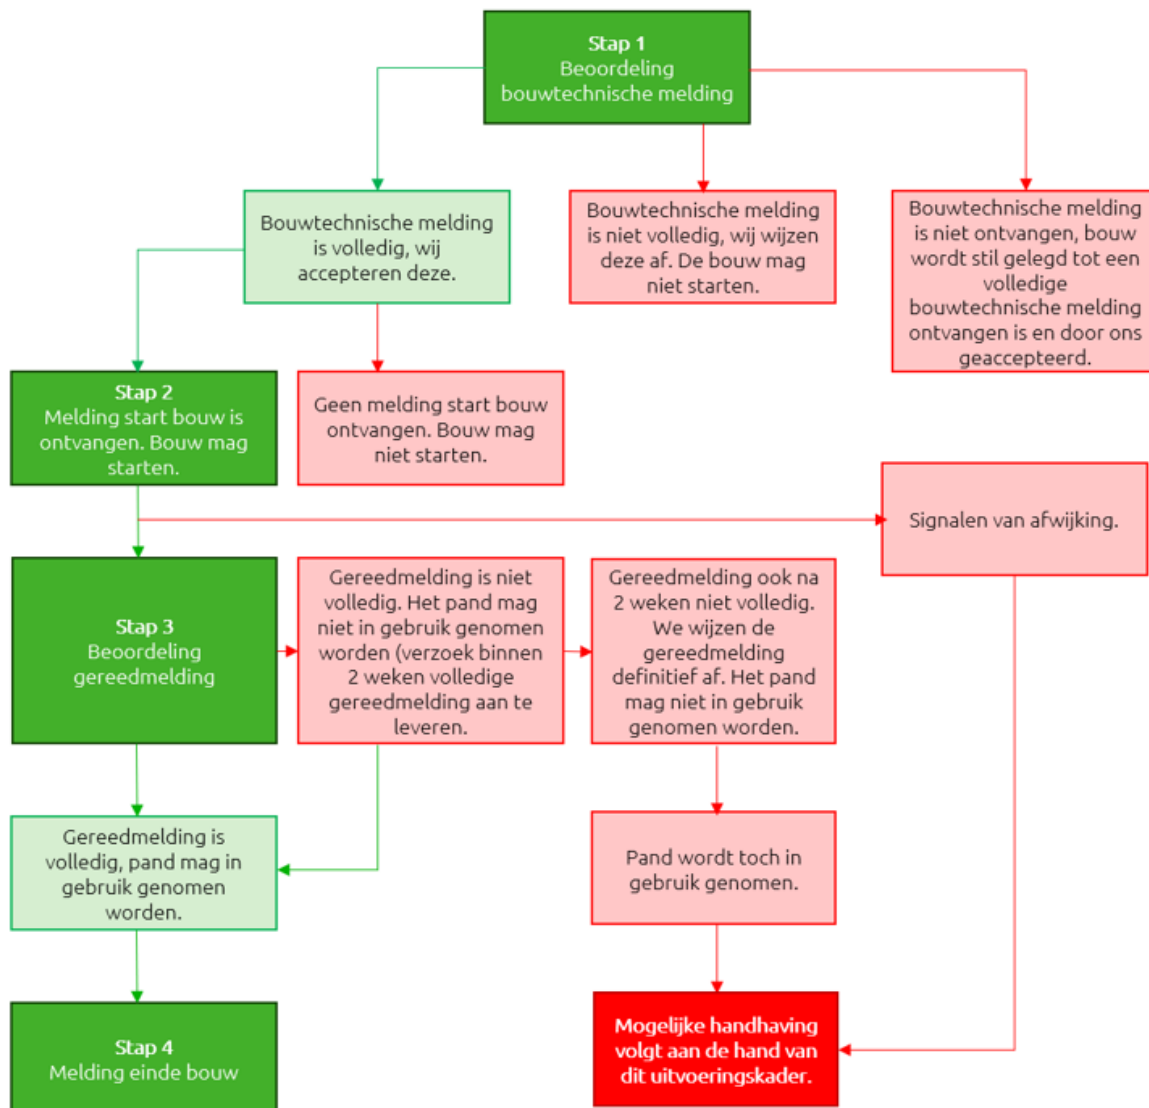 Stap 1
Beoordeling
bouwtechnische melding
Bouwtechnische melding
is volledig, wij
accepteren deze.
Bouwtechnische melding
is niet volledig, wij wijzen
deze af. De bouw mag
niet starten.
Bouwtechnische melding
is niet ontvangen, bouw
wordt stil gelegd tot een
volledige
bouwtechnische melding
ontvangen is en door ons
geaccepteerd.
Stap 2
Melding start bouw is
ontvangen. Bouw mag
starten.
Geen melding start bouw
ontvangen. Bouw mag
niet starten.
Signalen van afwijking.
Stap 3
Beoordeling
gereedmelding
Gereedmelding is niet
volledig. Het pand mag
niet in gebruik genomen
worden (verzoek binnen
2 weken volledige
gereedmelding aan te
leveren.
Gereedmelding ook na
2 weken niet volledig.
We wijzen de
gereedmelding
definitief af. Het pand
mag niet in gebruik
genomen worden.
Gereedmelding is
volledig, pand mag in
gebruik genomen
worden.
Pand wordt toch in
gebruik genomen.
Stap 4
Melding einde bouw
Mogelijke handhaving
volgt aan de hand van
dit uitvoeringskader.